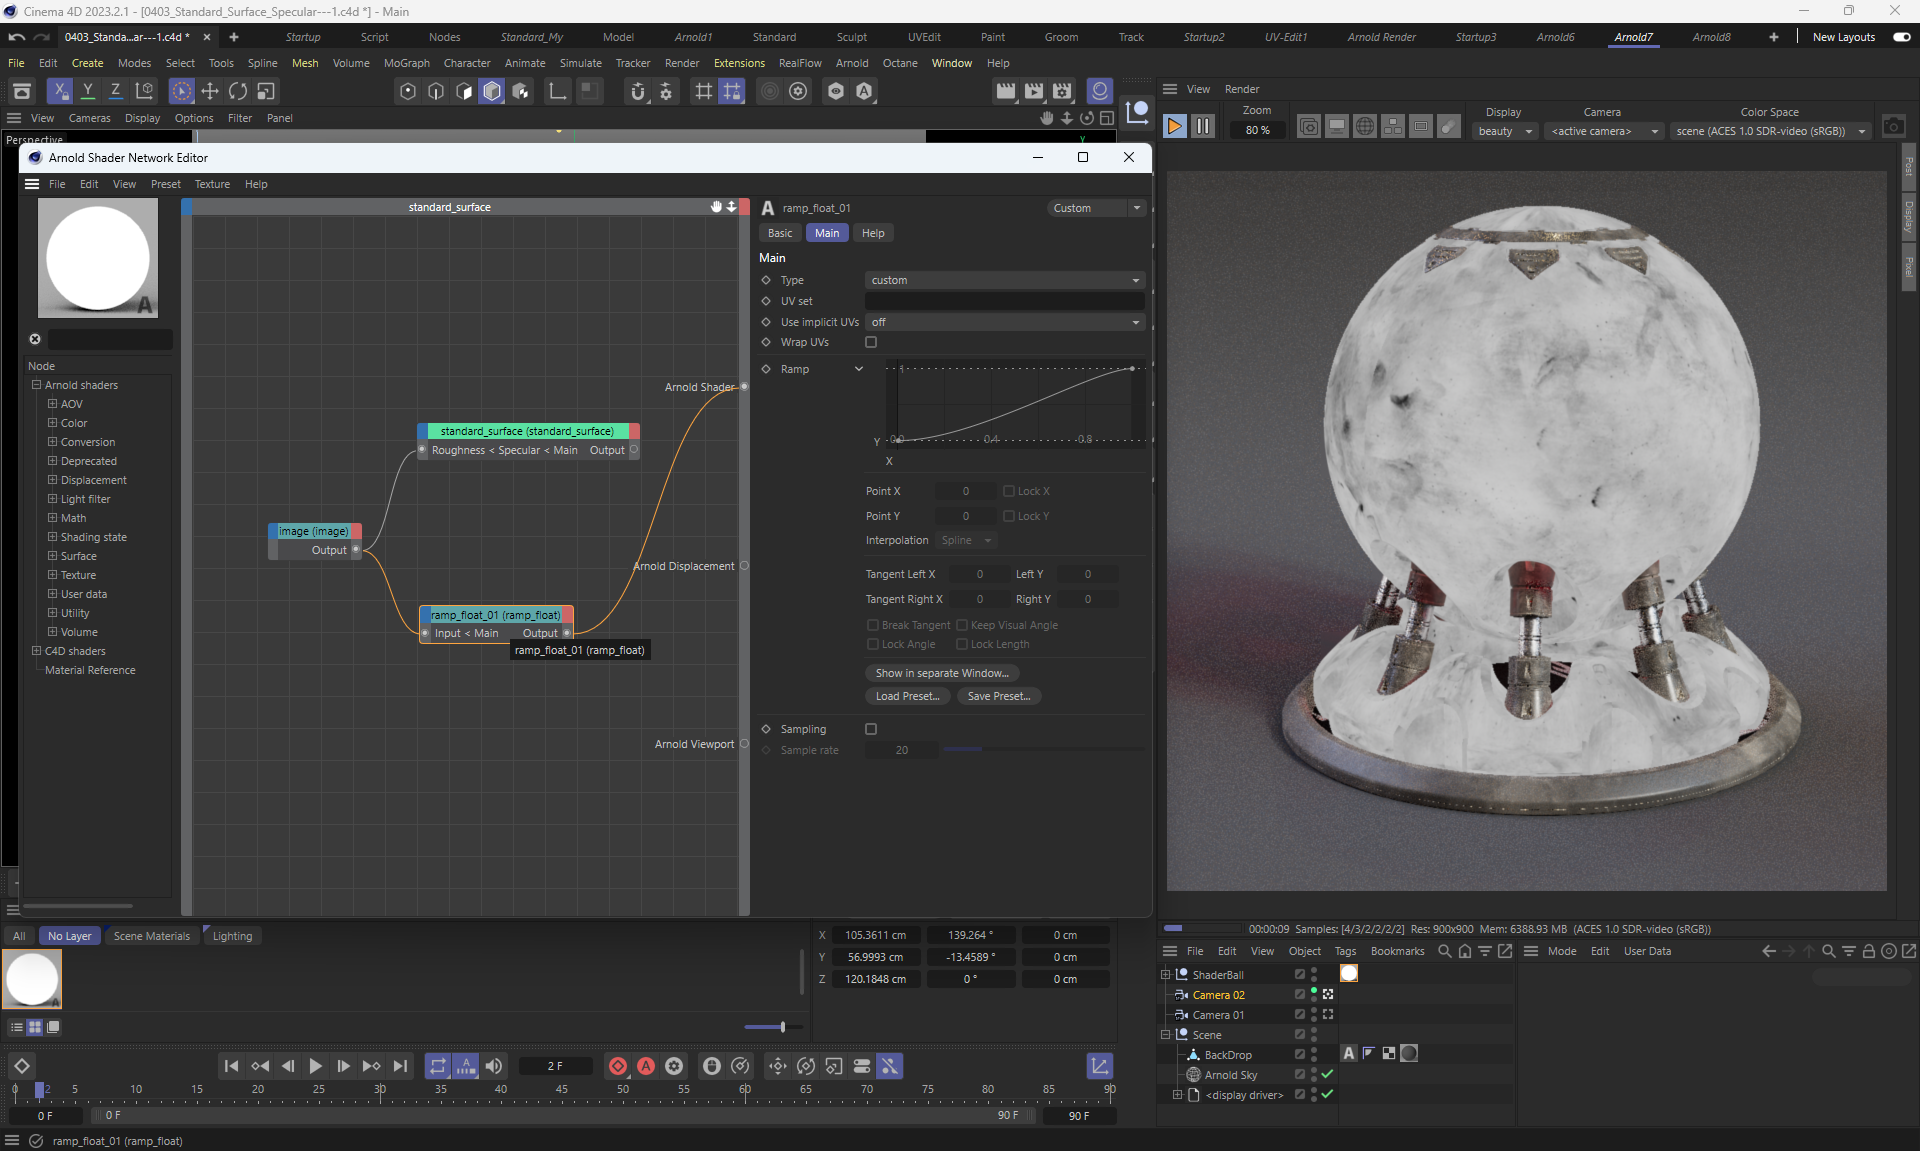 Cinema 4D 2023.2.1 - [0403_Standard_Surface_Specular---1.c4d *] - Main
0403_Standa...ar---1.c4d *
Startup
Script
Nodes
Standard_My
Model
Arnold1
Standard
Sculpt
UVEdit
Paint
Groom
Track
Startup2
UV-Edit1
Arnold Render
Startup3
Arnold6
Arnold7
Arnold8
New Layouts
File Edit Create Modes Select Tools Spline Mesh Volume MoGraph Character Animate Simulate Tracker Render Extensions RealFlow Arnold Octane Window Help
X Y Z
View Render
View Cameras Display Options Filter Panel
Zoom
80 %
Display
beauty
Camera
<active camera>
Color Space
scene (ACES 1.0 SDR-video (sRGB))
Perspective
Y
Post
Display
Pixel
Arnold Shader Network Editor
File Edit View Preset Texture Help
standard_surface
ramp_float_01
Custom
Basic Main Help
Main
Type custom
UV set
Use implicit UVs off
Wrap UVs
Ramp
1
Y 0.0 0.4 0.8
X
Point X 0 Lock X
Point Y 0 Lock Y
Interpolation Spline
Tangent Left X 0 Left Y 0
Tangent Right X 0 Right Y 0
Break Tangent Keep Visual Angle
Lock Angle Lock Length
Show in separate Window...
Load Preset... Save Preset...
Sampling
Sample rate 20
Node
Arnold shaders
AOV
Color
Conversion
Deprecated
Displacement
Light filter
Math
Shading state
Surface
Texture
User data
Utility
Volume
C4D shaders
Material Reference
Arnold Shader
standard_surface (standard_surface)
Roughness < Specular < Main Output
image (image)
Output
Arnold Displacement
ramp_float_01 (ramp_float)
Input < Main Output
ramp_float_01 (ramp_float)
Arnold Viewport
00:00:09 Samples: [4/3/2/2/2/2] Res: 900x900 Mem: 6388.93 MB (ACES 1.0 SDR-video (sRGB))
All No Layer Scene Materials Lighting
X 105.3611 cm 139.264 ° 0 cm
Y 56.9993 cm -13.4589 ° 0 cm
Z 120.1848 cm 0 ° 0 cm
File Edit View Object Tags Bookmarks
Mode Edit User Data
ShaderBall
Camera 02
Camera 01
Scene
BackDrop
Arnold Sky
<display driver>
2 F
0 2 5 10 15 20 25 30 35 40 45 50 55 60 65 70 75 80 85 90
0 F 0 F 90 F 90 F
ramp_float_01 (ramp_float)